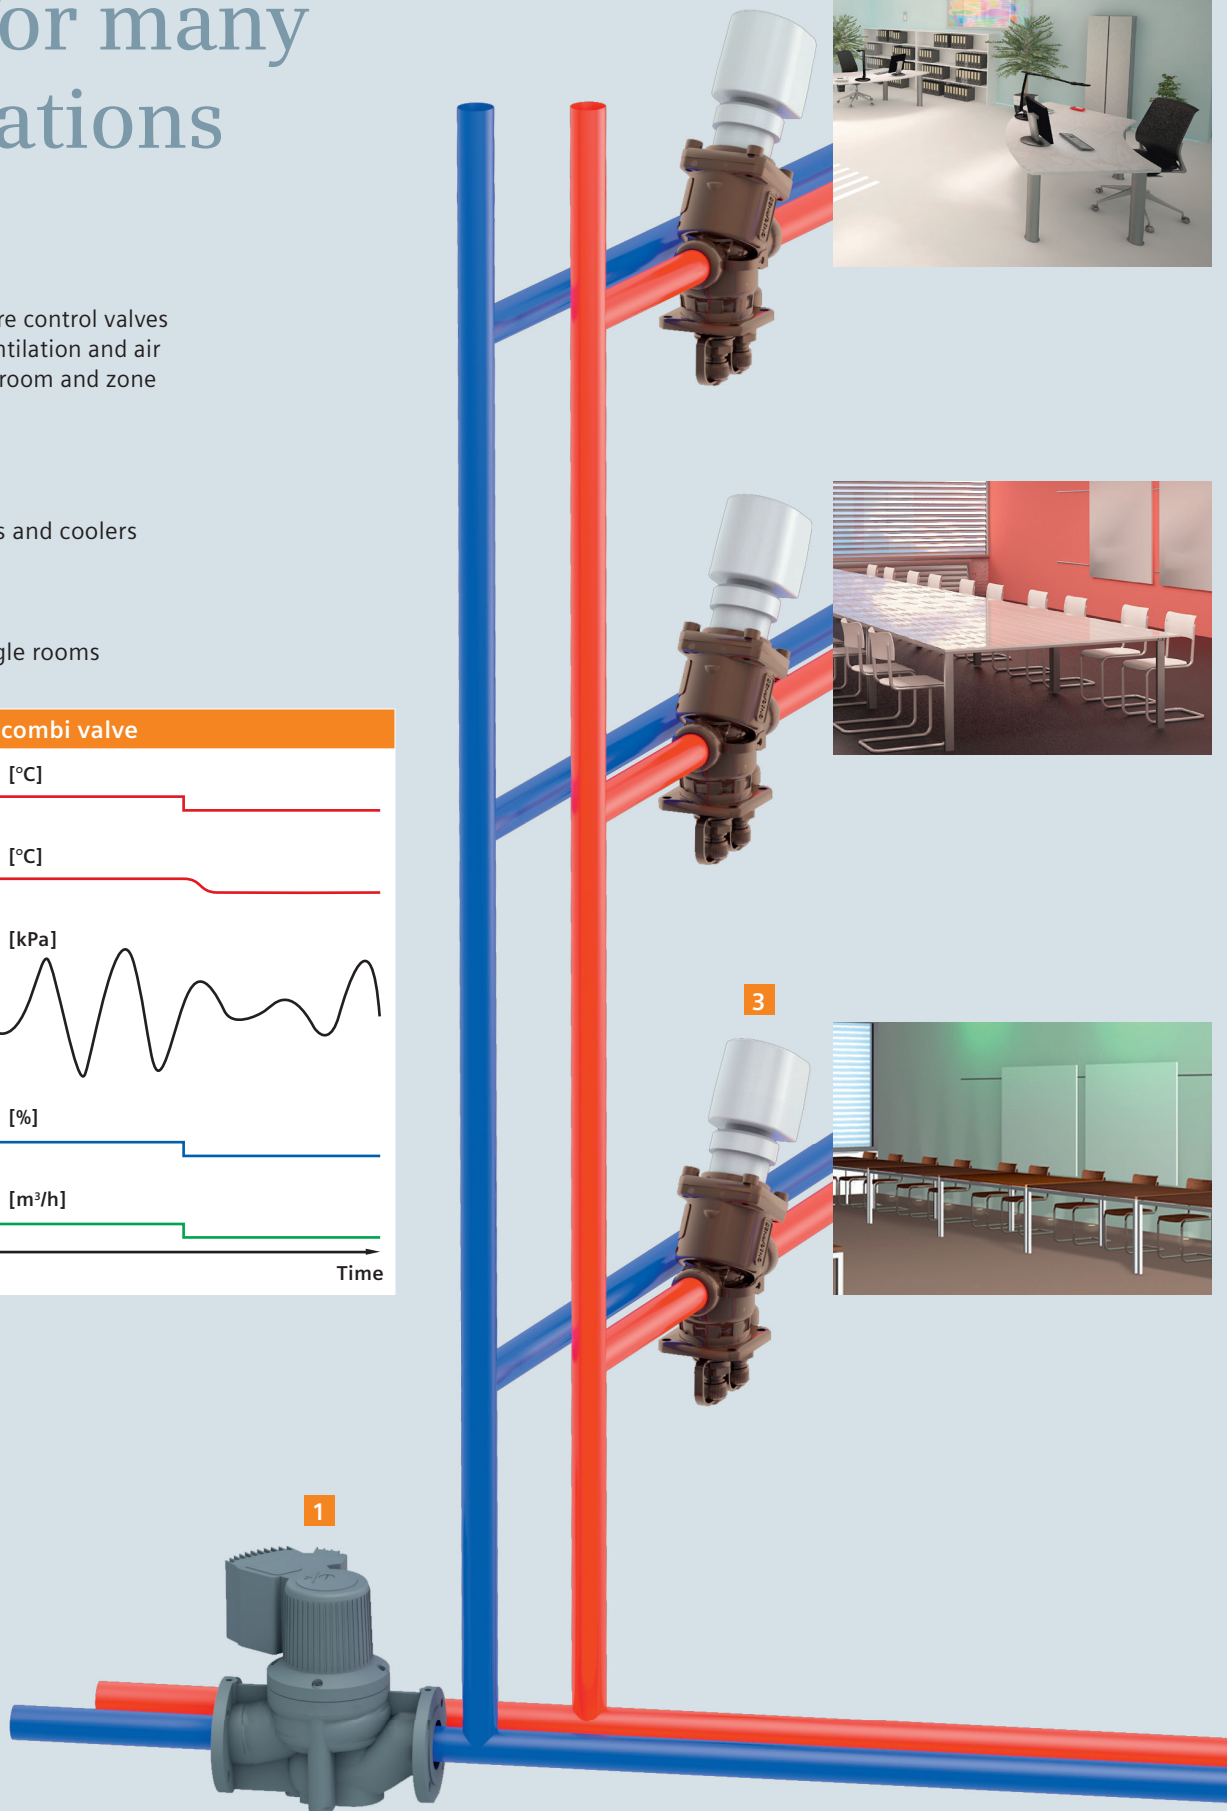 or many
ations
re control valves
ntilation and air
room and zone
s and coolers
gle rooms
combi valve
[°C]
[°C]
[kPa]
[%]
[m³/h]
Time
3
1